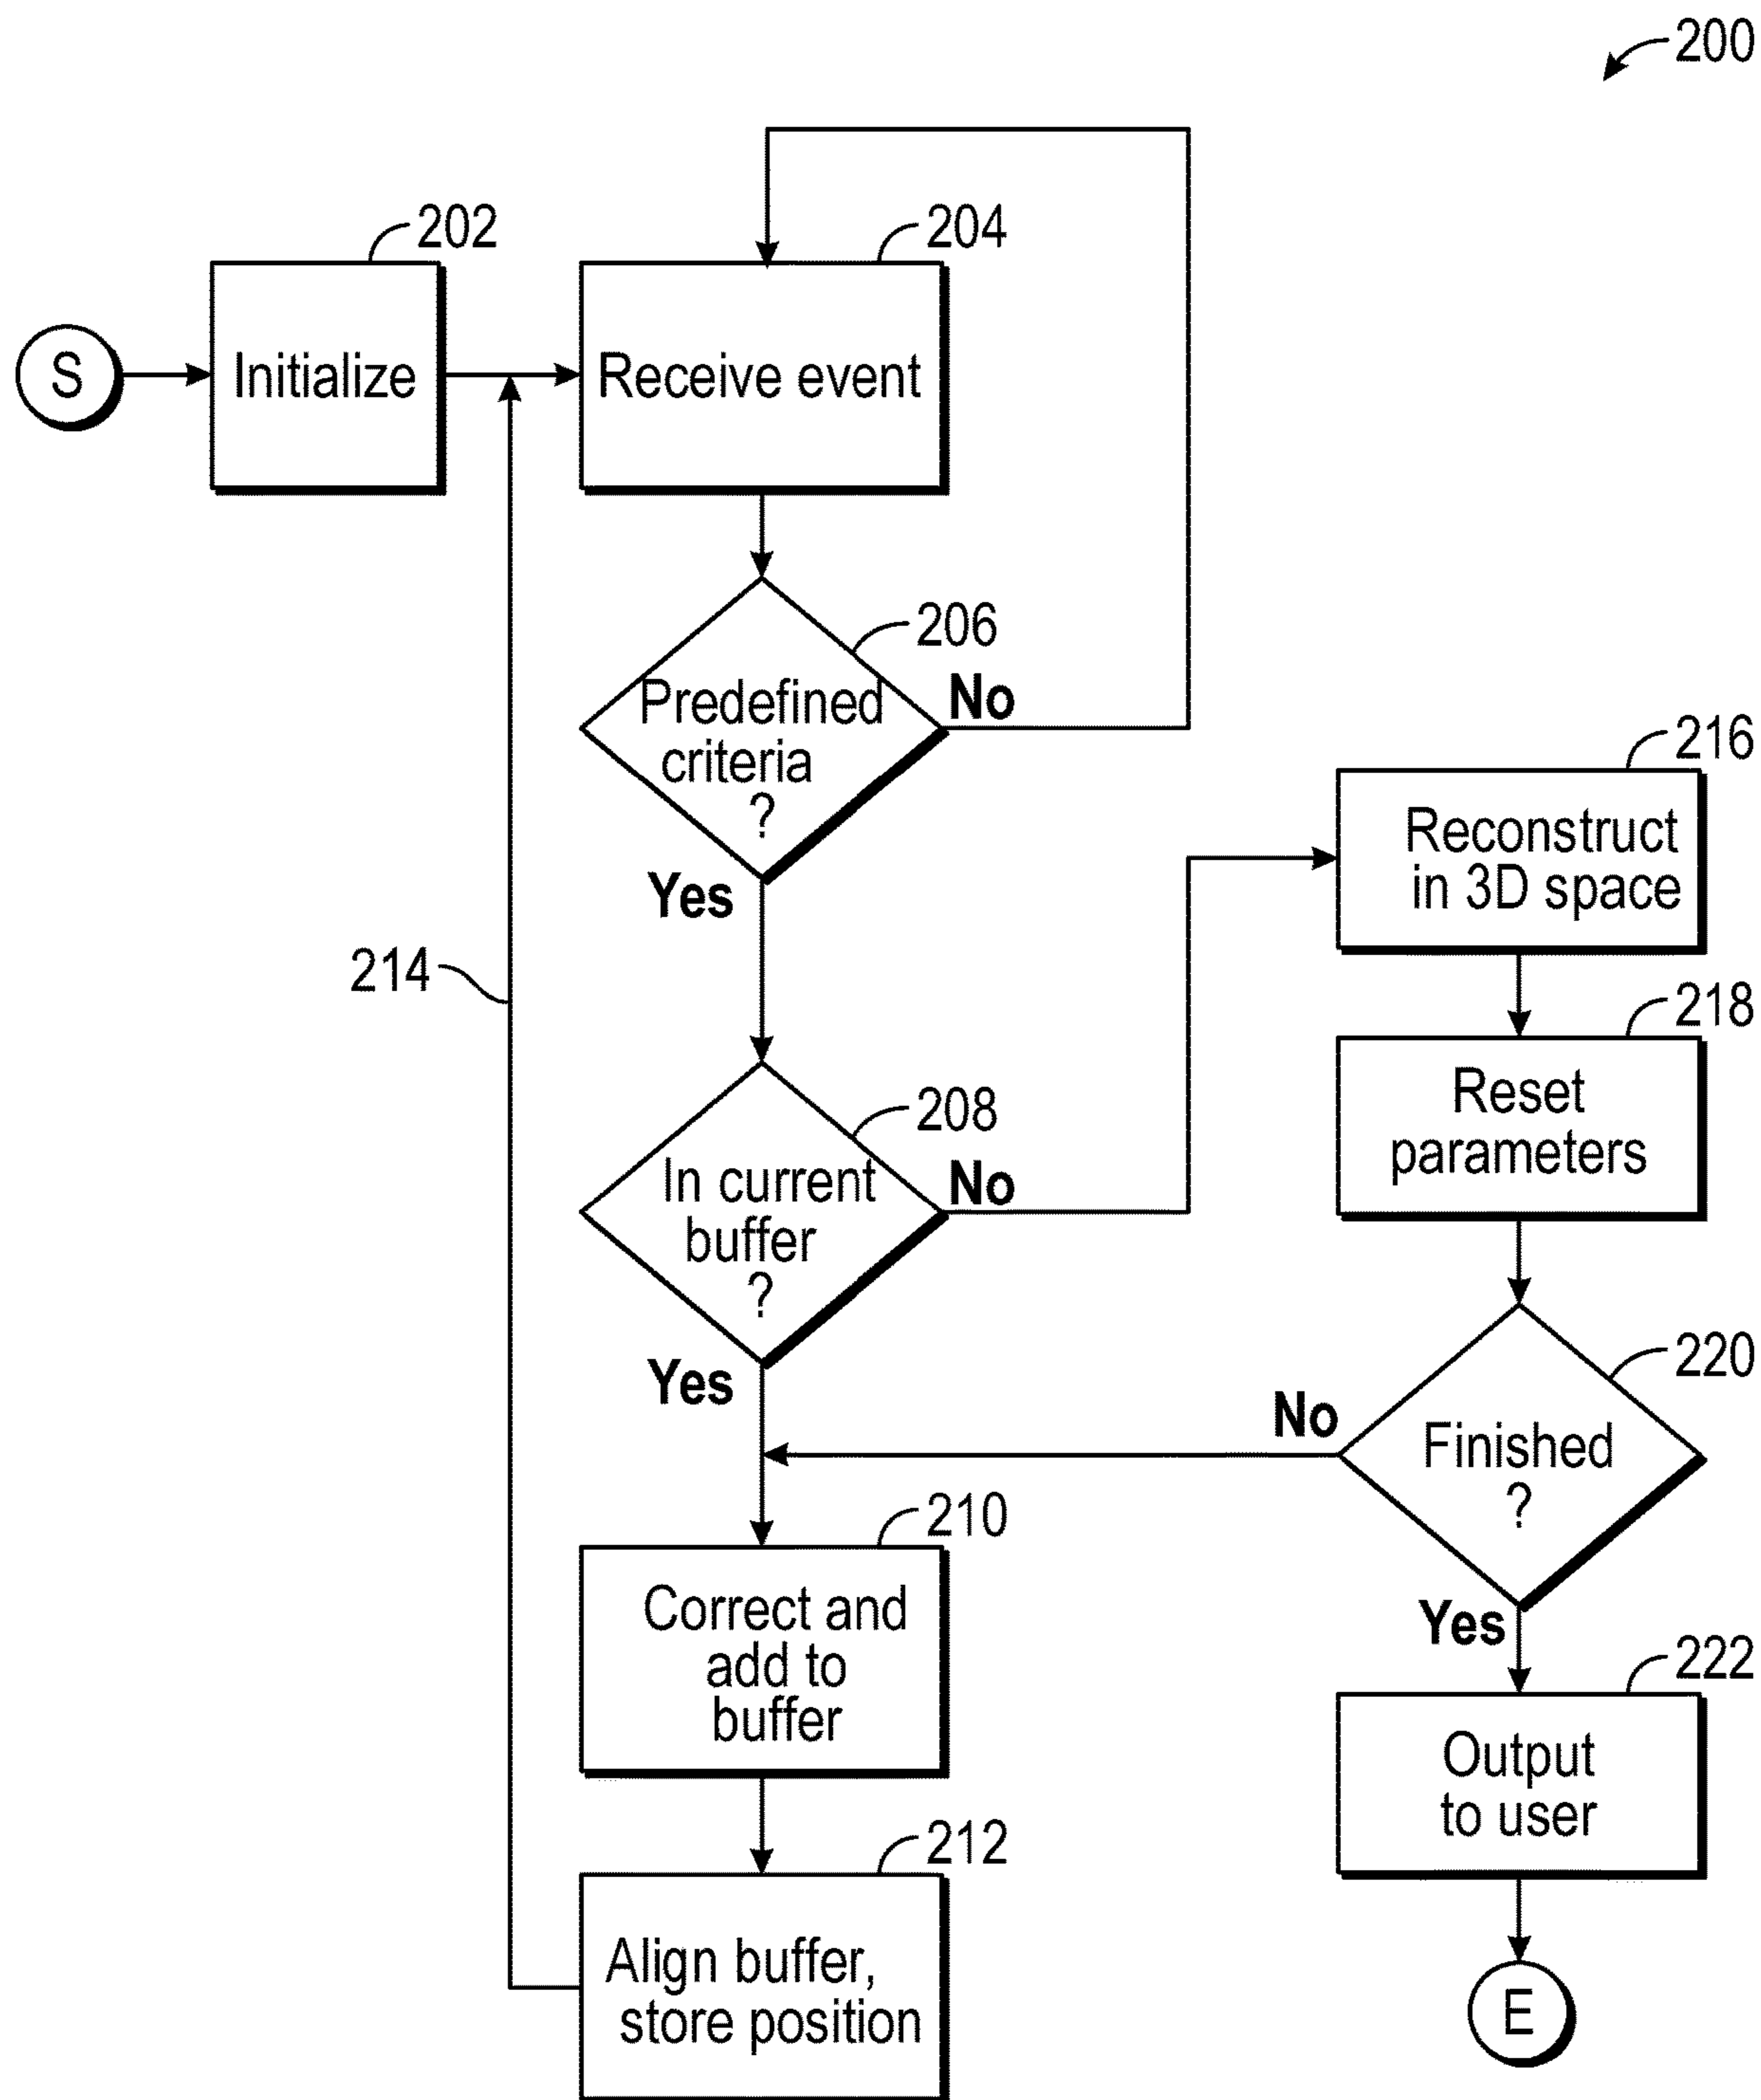 200
202
204
S
Initialize
Receive event
206
Predefined
criteria
?
No
Yes
216
Reconstruct
in 3D space
214
218
Reset
parameters
208
In current
buffer
?
No
Yes
220
Finished
?
No
Yes
210
Correct and
add to
buffer
222
Output
to user
212
Align buffer,
store position
E